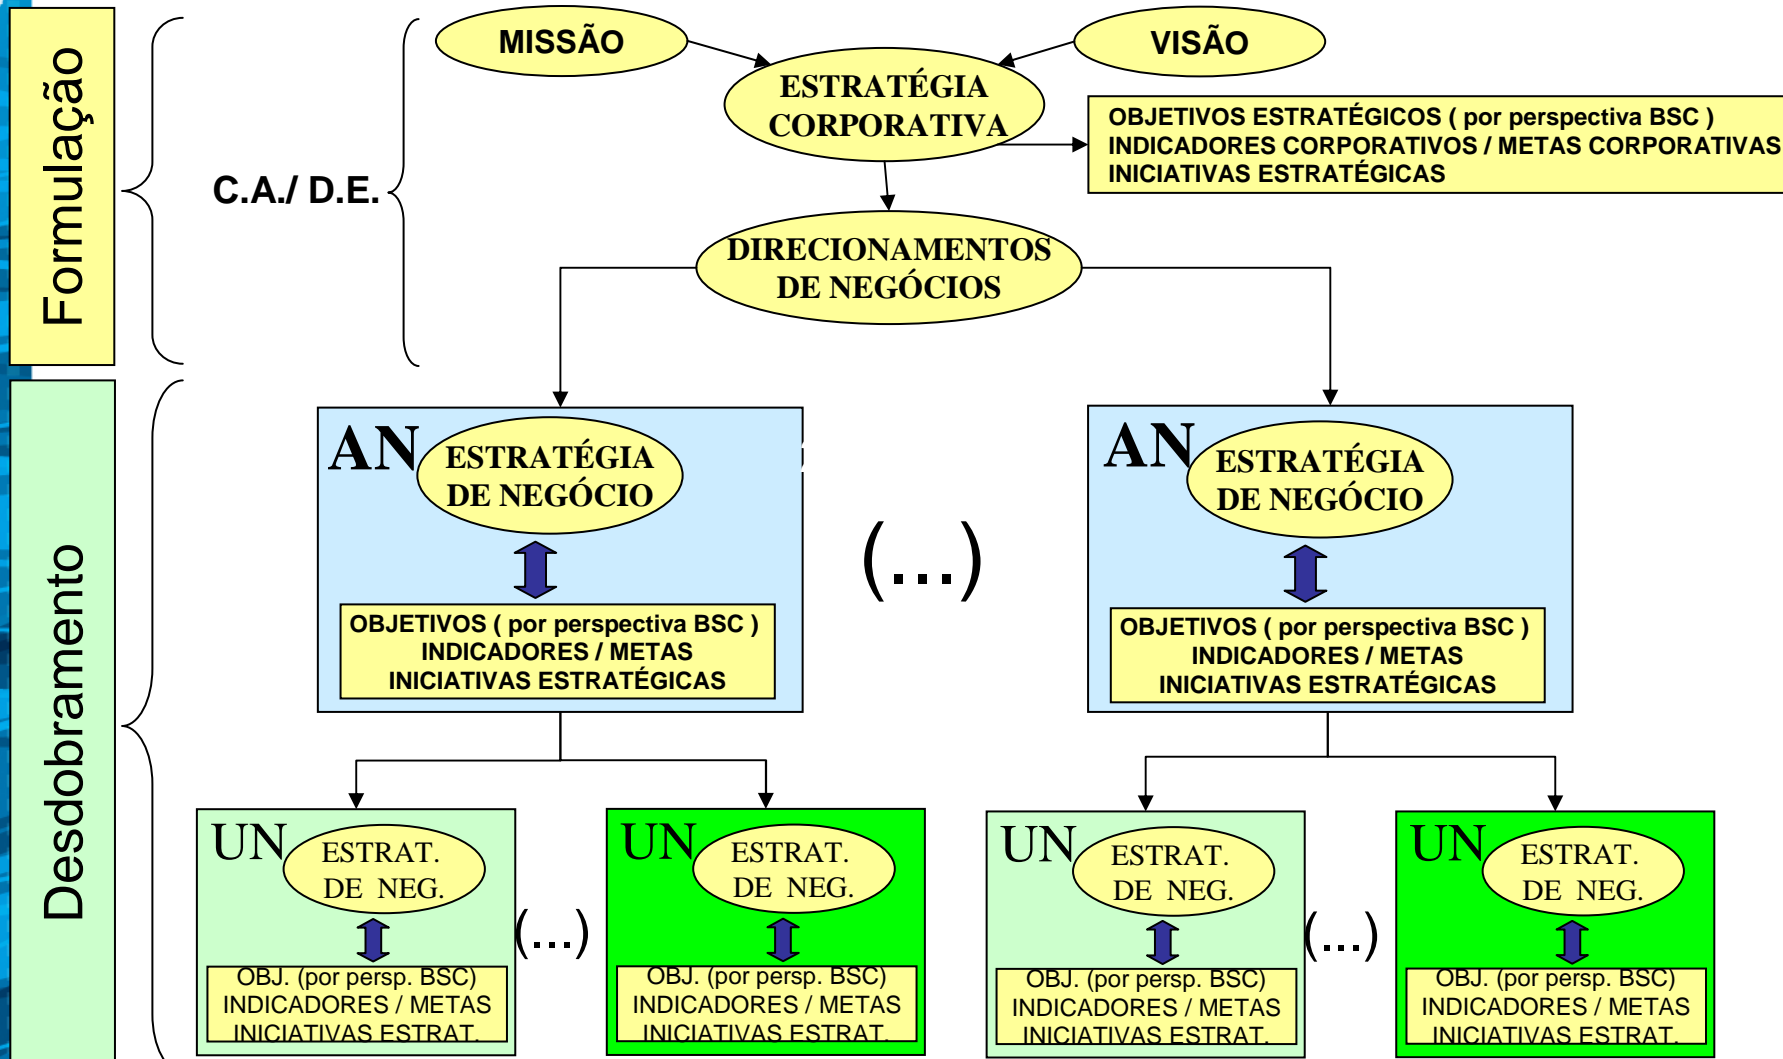 Formulação
C.A./ D.E.
MISSÃO
VISÃO
ESTRATÉGIA
CORPORATIVA
OBJETIVOS ESTRATÉGICOS ( por perspectiva BSC )
INDICADORES CORPORATIVOS / METAS CORPORATIVAS
INICIATIVAS ESTRATÉGICAS
DIRECIONAMENTOS
DE NEGÓCIOS
Desdobramento
AN
ESTRATÉGIA
DE NEGÓCIO
OBJETIVOS ( por perspectiva BSC )
INDICADORES / METAS
INICIATIVAS ESTRATÉGICAS
(...)
AN
ESTRATÉGIA
DE NEGÓCIO
OBJETIVOS ( por perspectiva BSC )
INDICADORES / METAS
INICIATIVAS ESTRATÉGICAS
UN
ESTRAT.
DE NEG.
OBJ. (por persp. BSC)
INDICADORES / METAS
INICIATIVAS ESTRAT.
(...)
UN
ESTRAT.
DE NEG.
OBJ. (por persp. BSC)
INDICADORES / METAS
INICIATIVAS ESTRAT.
UN
ESTRAT.
DE NEG.
OBJ. (por persp. BSC)
INDICADORES / METAS
INICIATIVAS ESTRAT.
(...)
UN
ESTRAT.
DE NEG.
OBJ. (por persp. BSC)
INDICADORES / METAS
INICIATIVAS ESTRAT.